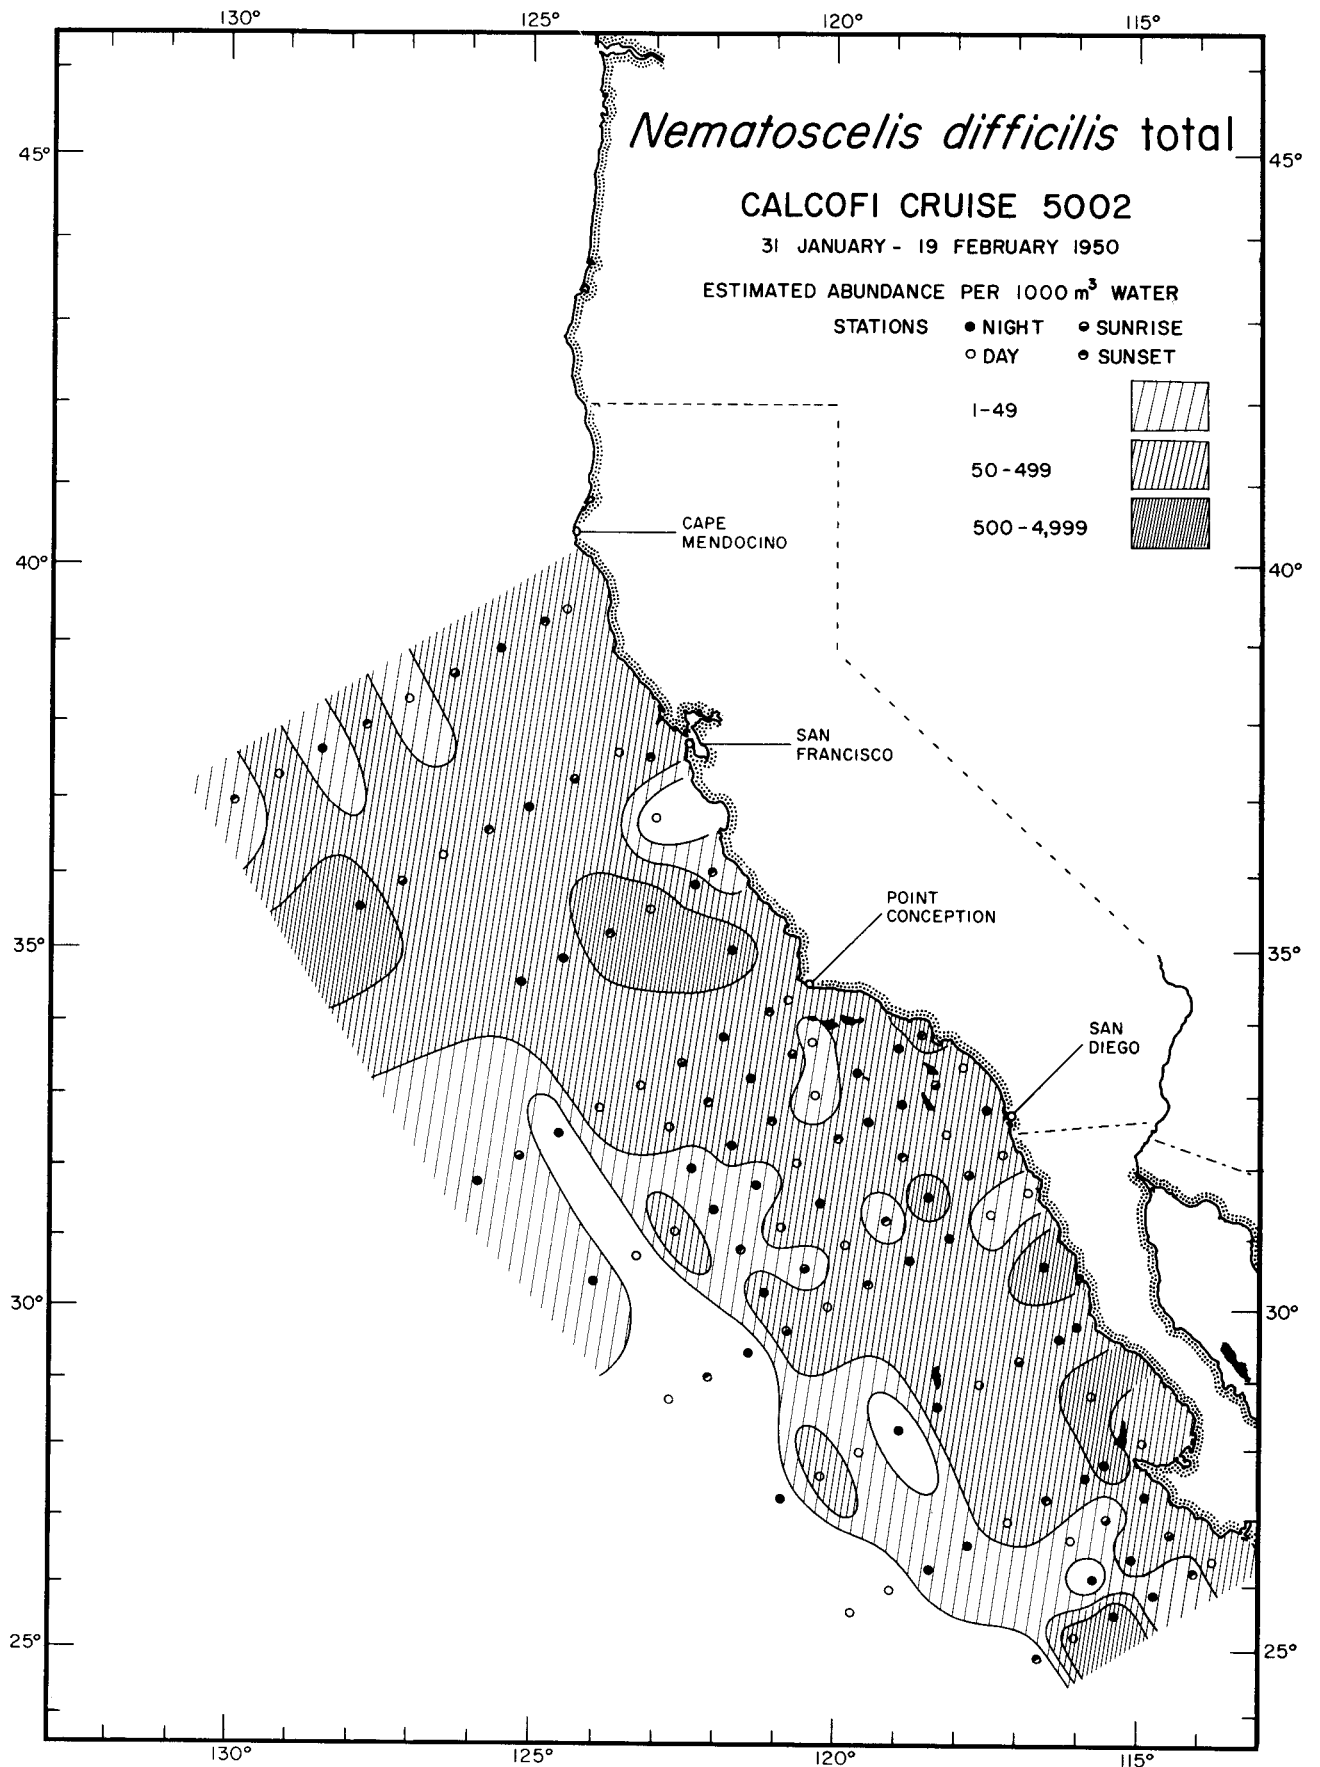 130° 125° 120° 115°
Nematoscelis difficilis total
45° 45°
CALCOFI CRUISE 5002
31 JANUARY - 19 FEBRUARY 1950
ESTIMATED ABUNDANCE PER 1000 m³ WATER
STATIONS ● NIGHT SUNRISE
○ DAY SUNSET
1-49
50-499
500-4,999
CAPE
MENDOCINO
40° 40°
SAN
FRANCISCO
POINT
CONCEPTION
35° 35°
SAN
DIEGO
30° 30°
25° 25°
130° 125° 120° 115°